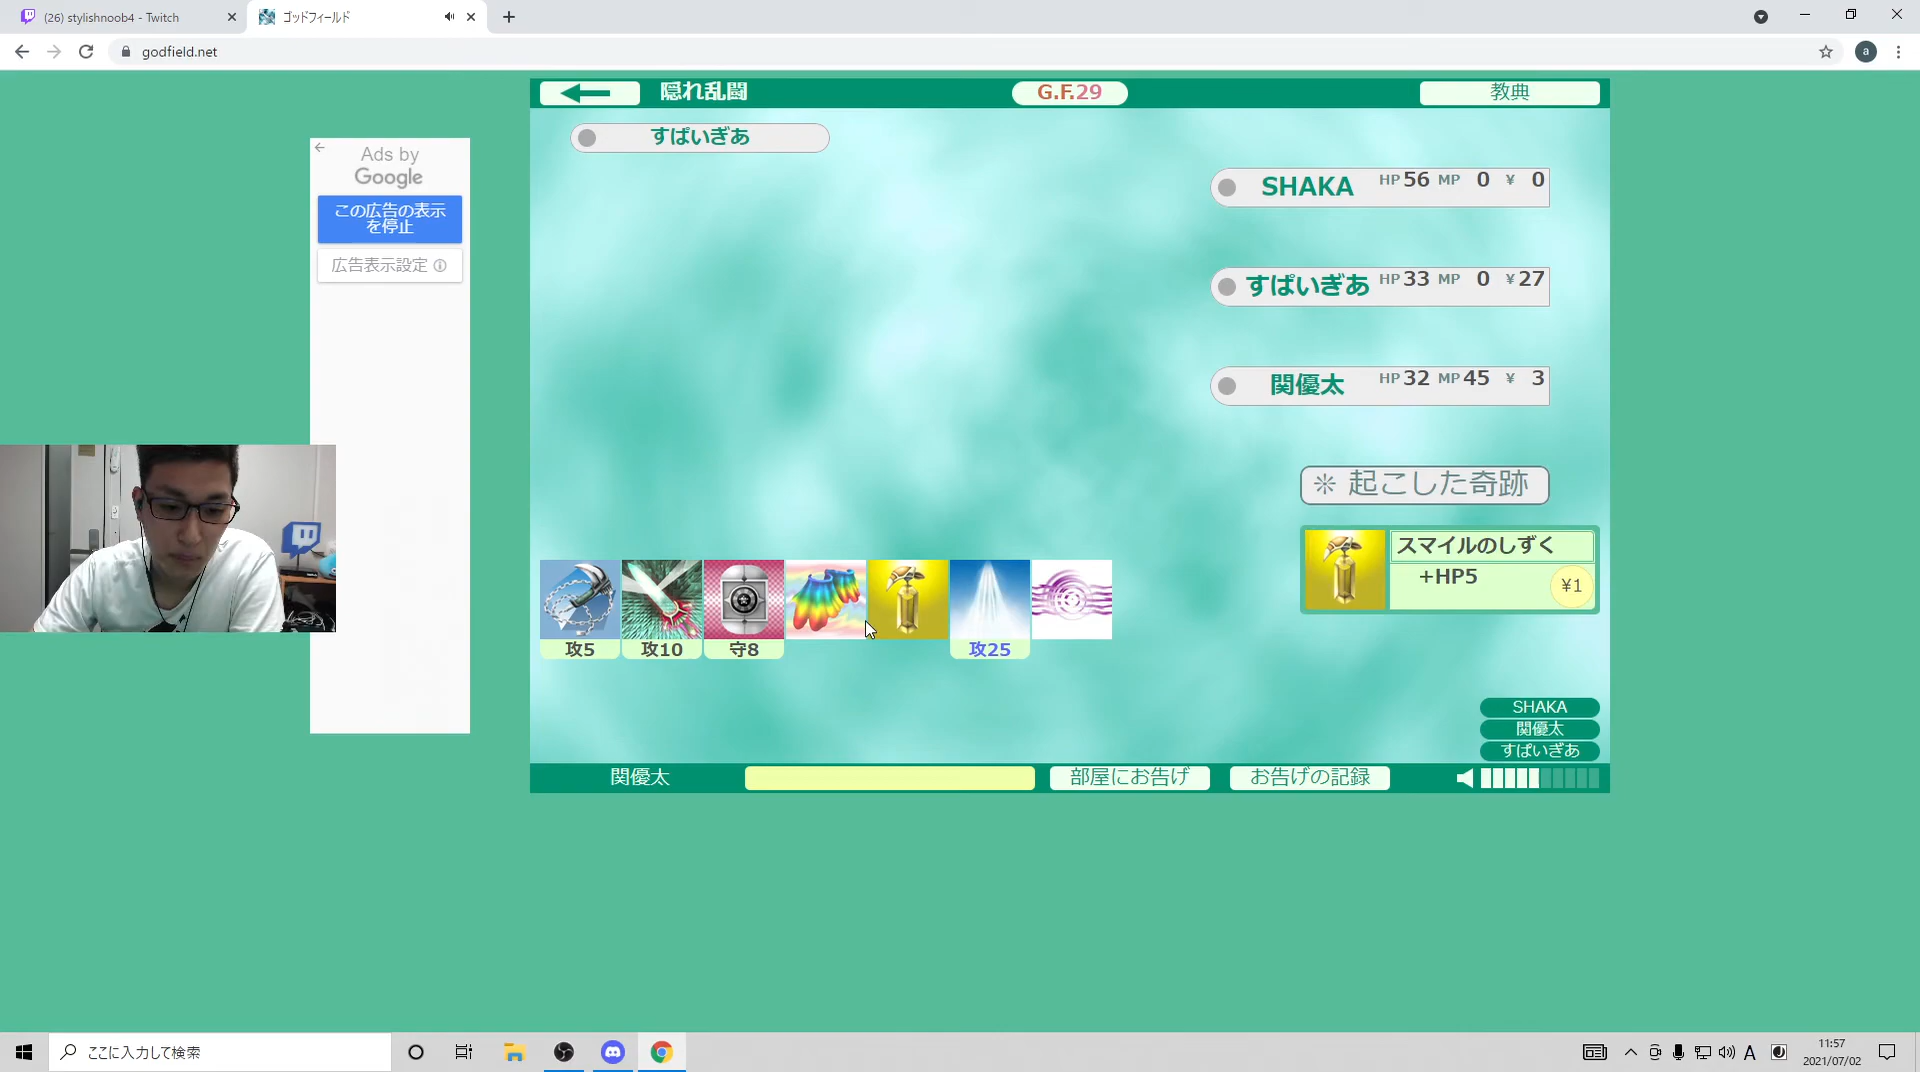 (26) stylishnoob4 - Twitch
ゴッドフィールド
godfield.net
a
隠れ乱闘
G.F.29
教典
すぱいぎあ
Ads by
Google
この広告の表示
を停止
広告表示設定
SHAKA HP 56 MP 0 ¥ 0
すぱいぎあ HP 33 MP 0 ¥ 27
関優太 HP 32 MP 45 ¥ 3
起こした奇跡
スマイルのしずく
+HP5
¥1
攻5
攻10
守8
攻25
SHAKA
関優太
すぱいぎあ
関優太
部屋にお告げ
お告げの記録
ここに入力して検索
A
11:57
2021/07/02